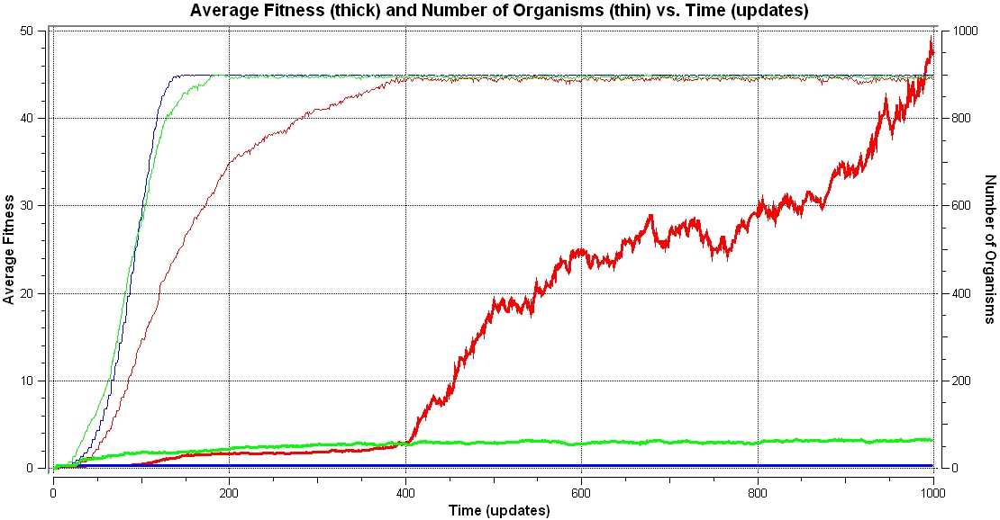 Average Fitness (thick) and Number of Organisms (thin) vs. Time (updates)
50
40
30
20
10
0
Average Fitness
1000
800
600
400
200
0
Number of Organisms
0 200 400 600 800 1000
Time (updates)